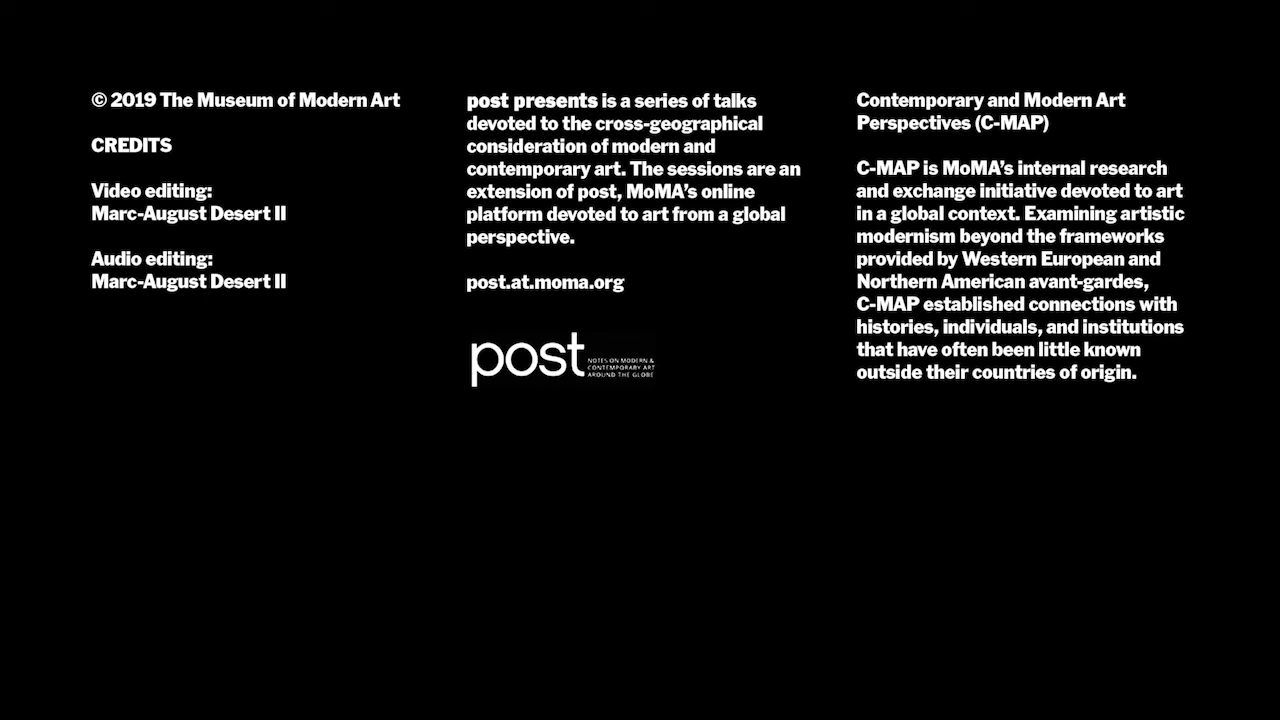 © 2019 The Museum of Modern Art
CREDITS
Video editing:
Marc-August Desert II
Audio editing:
Marc-August Desert II
post presents is a series of talks
devoted to the cross-geographical
consideration of modern and
contemporary art. The sessions are an
extension of post, MoMA’s online
platform devoted to art from a global
perspective.
post.at.moma.org
post
NOTES ON MODERN &
CONTEMPORARY ART
AROUND THE GLOBE
Contemporary and Modern Art
Perspectives (C-MAP)
C-MAP is MoMA’s internal research
and exchange initiative devoted to art
in a global context. Examining artistic
modernism beyond the frameworks
provided by Western European and
Northern American avant-gardes,
C-MAP established connections with
histories, individuals, and institutions
that have often been little known
outside their countries of origin.